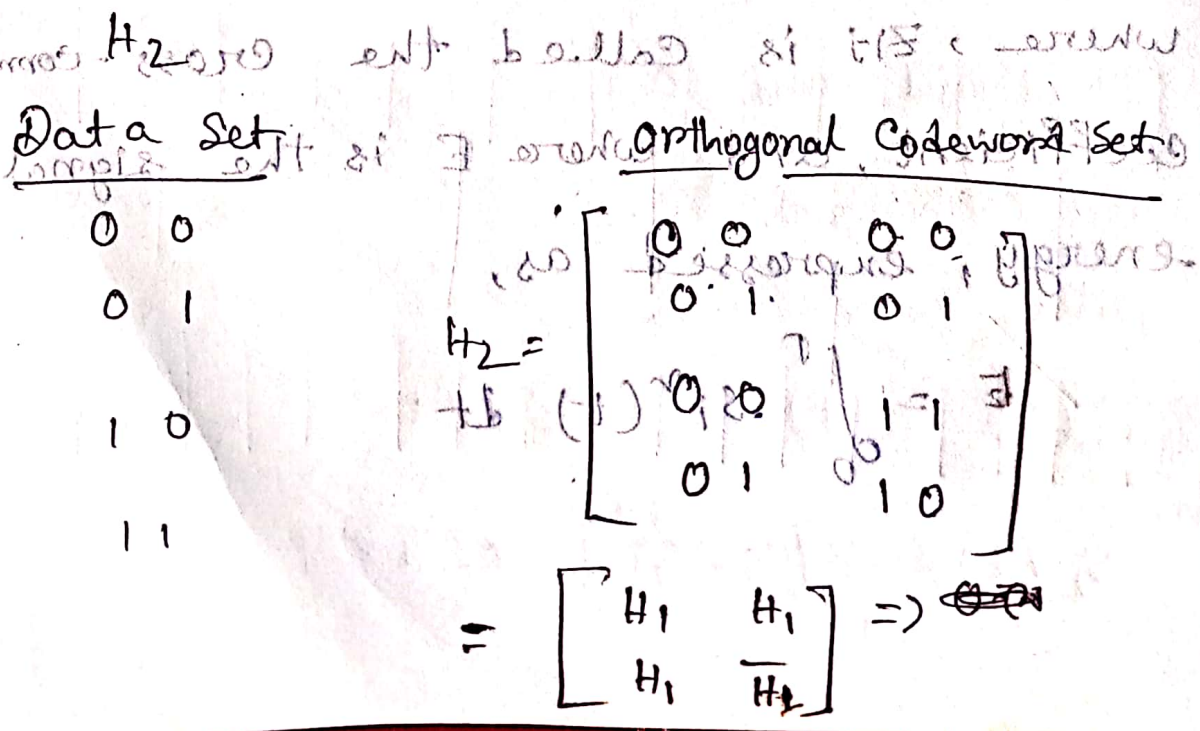 H2
Data Set Orthogonal Codeword Set
0 0 0 0 0 0
0 1 0 1 0 1
H2 =
1 0 0 0 1 1
1 1 0 1 1 0
= [ H1 H1 ] =>
H1 H̅1